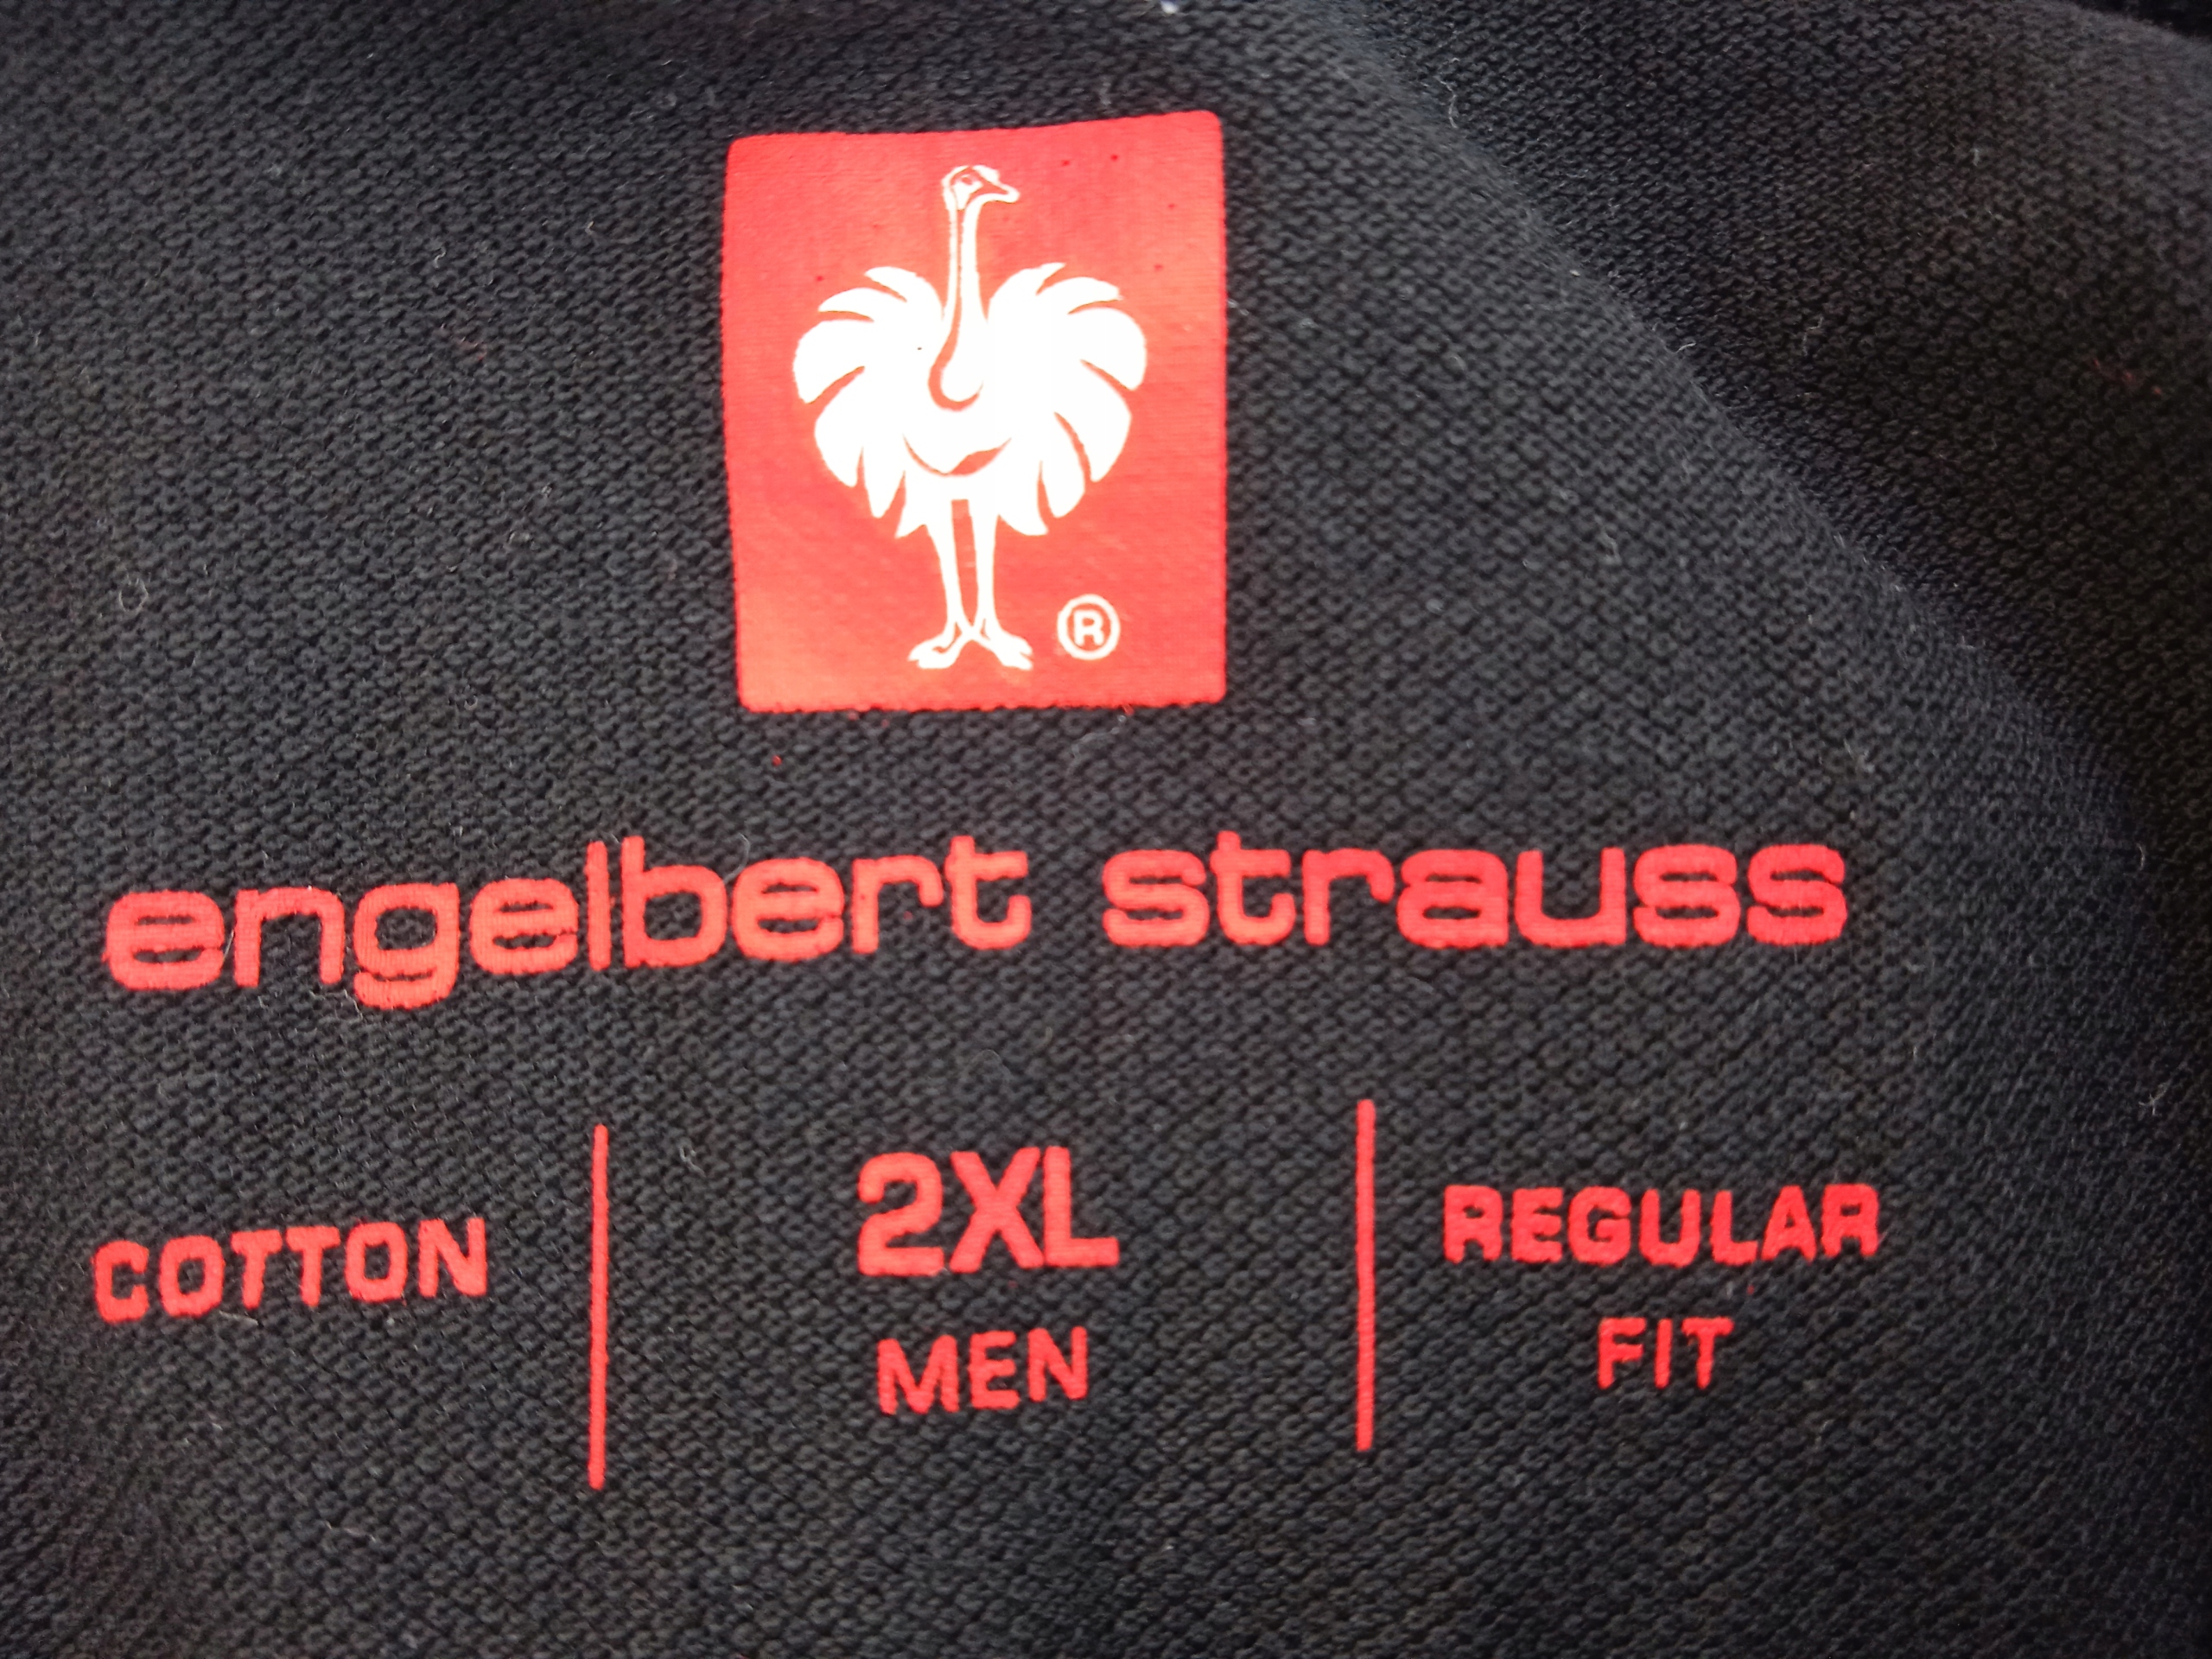 ®
engelbert strauss
COTTON
2XL
MEN
REGULAR
FIT